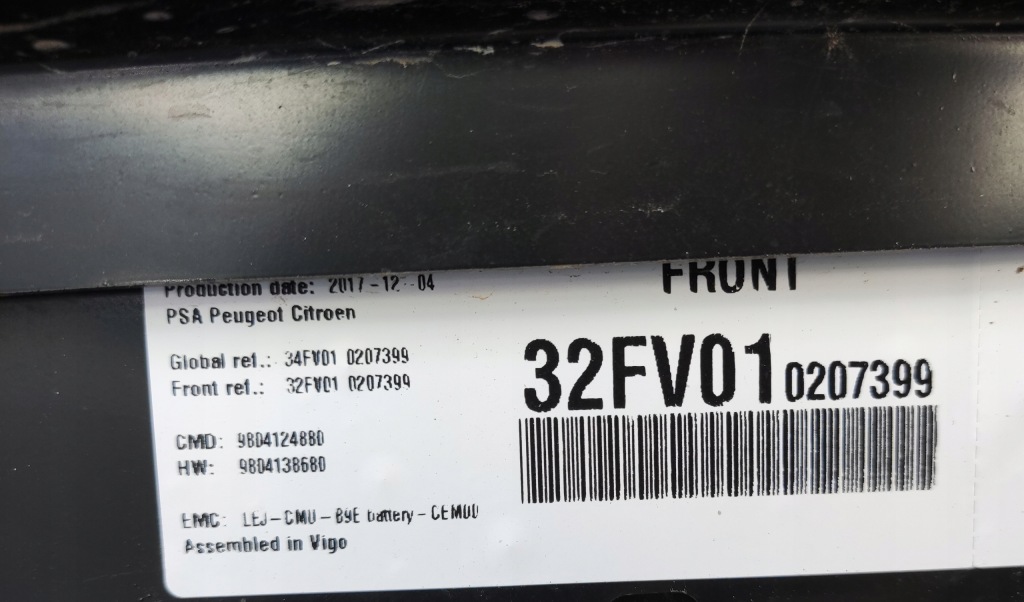 Production date: 2017-12-04
PSA Peugeot Citroen
FRONT
Global ref.: 34FV01 0207399
Front ref.: 32FV01 0207399
32FV01 0207399
CMD: 9804124880
HW: 9804138680
EMC: LEJ-CMU-B9E battery-CEM00
Assembled in Vigo